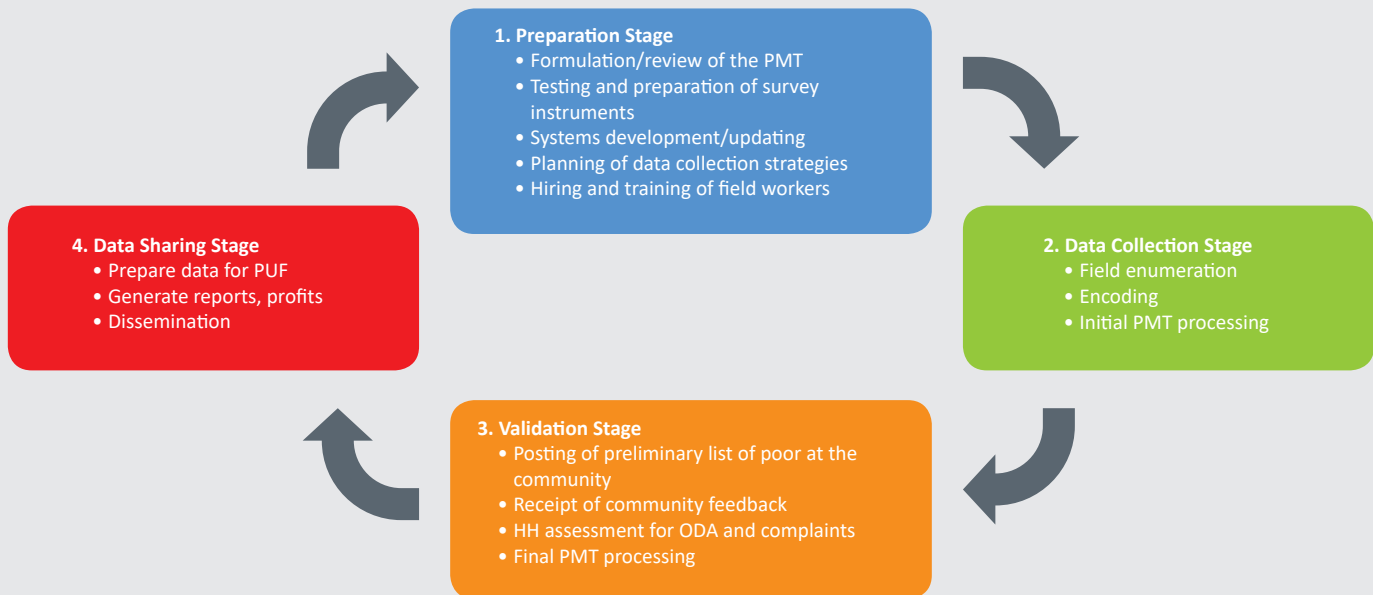 1. Preparation Stage
• Formulation/review of the PMT
• Testing and preparation of survey
instruments
• Systems development/updating
• Planning of data collection strategies
• Hiring and training of field workers
2. Data Collection Stage
• Field enumeration
• Encoding
• Initial PMT processing
3. Validation Stage
• Posting of preliminary list of poor at the
community
• Receipt of community feedback
• HH assessment for ODA and complaints
• Final PMT processing
4. Data Sharing Stage
• Prepare data for PUF
• Generate reports, profits
• Dissemination